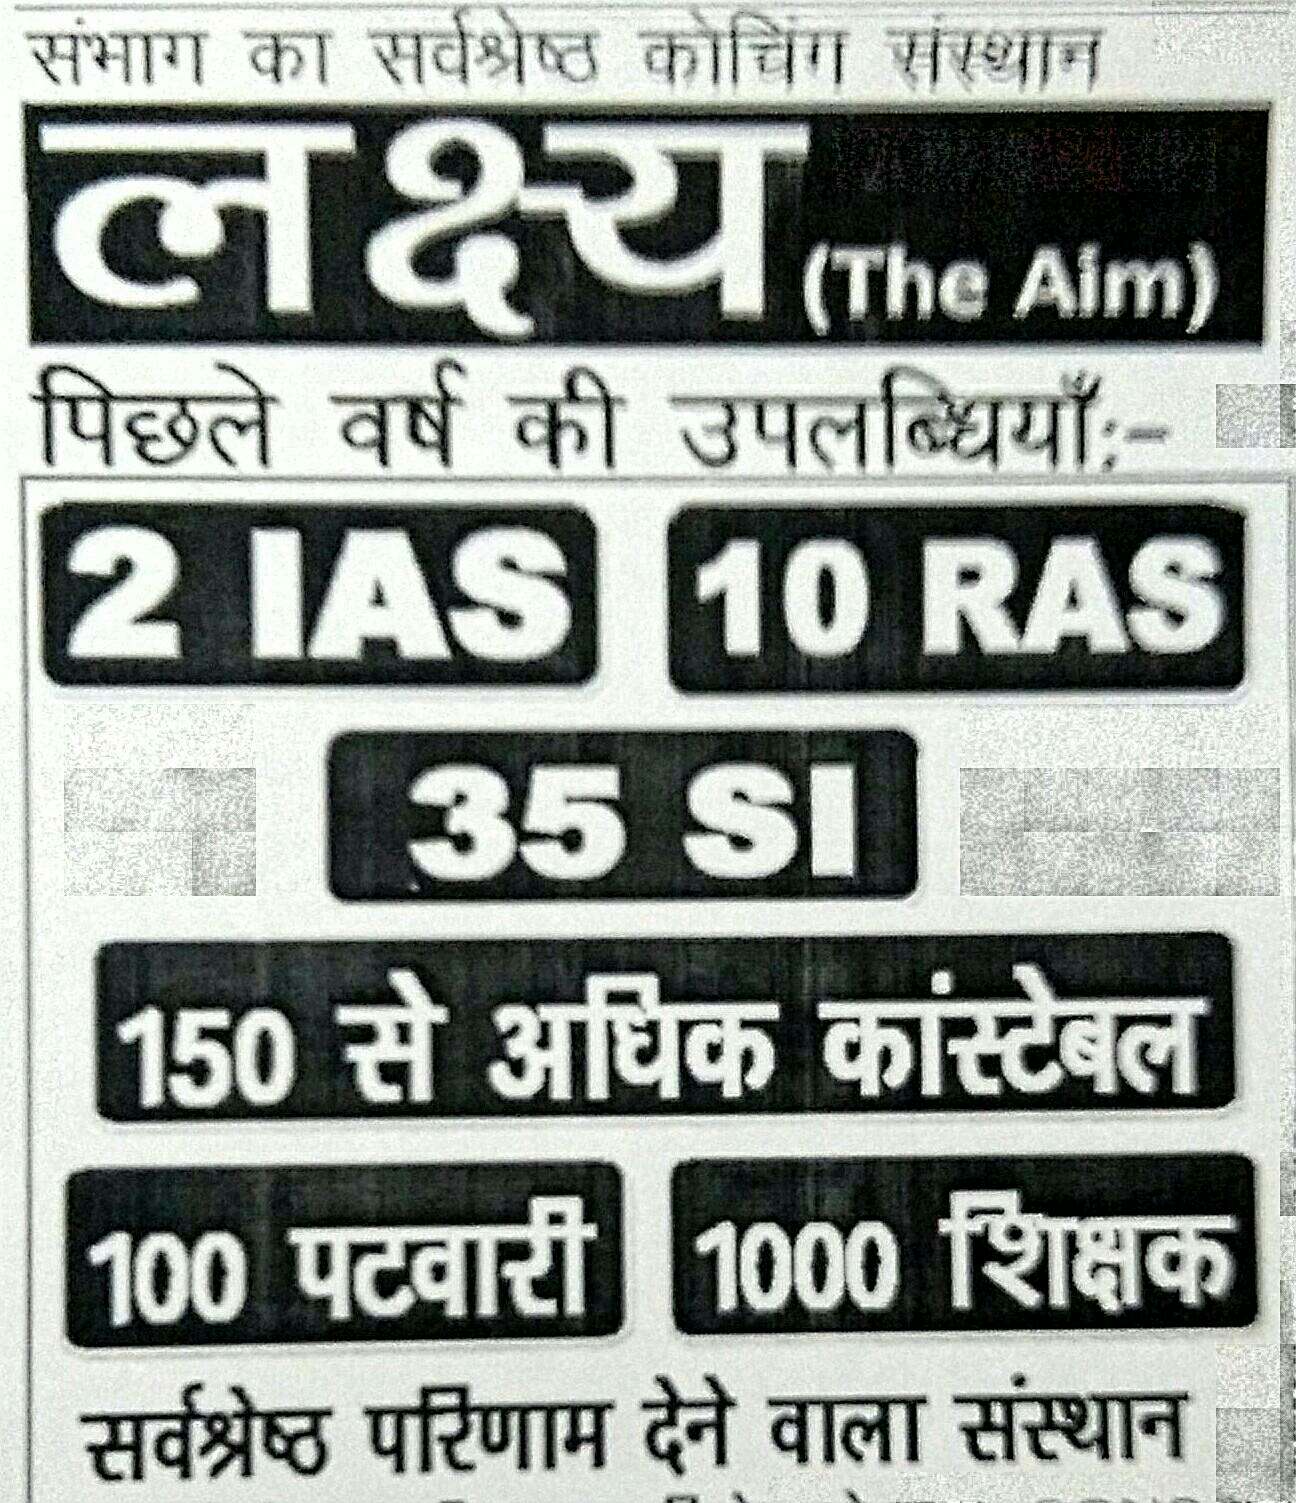 संभाग का सर्वश्रेष्ठ कोचिंग संस्थान
लक्ष्य (The Aim)
पिछले वर्ष की उपलब्धियाँ:-
2 IAS 10 RAS
35 SI
150 से अधिक कांस्टेबल
100 पटवारी 1000 शिक्षक
सर्वश्रेष्ठ परिणाम देने वाला संस्थान